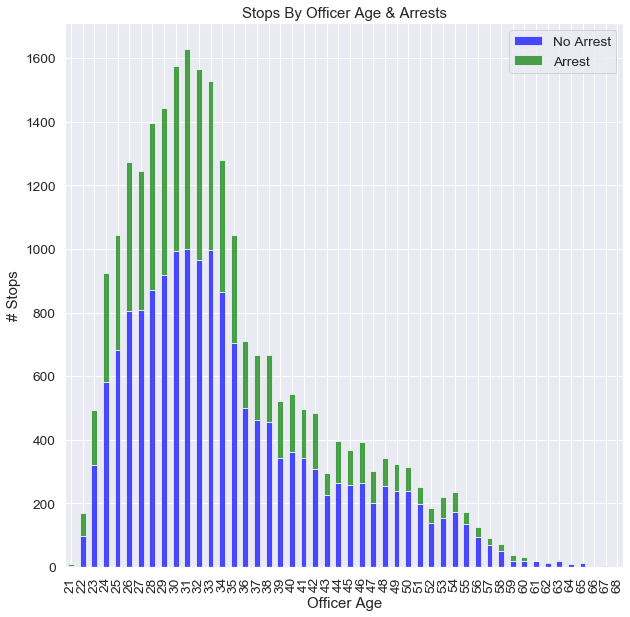 Stops By Officer Age & Arrests
No Arrest
Arrest
# Stops
1600
1400
1200
1000
800
600
400
200
0
21 22 23 24 25 26 27 28 29 30 31 32 33 34 35 36 37 38 39 40 41 42 43 44 45 46 47 48 49 50 51 52 53 54 55 56 57 58 59 60 61 62 63 64 65 66 67 68
Officer Age